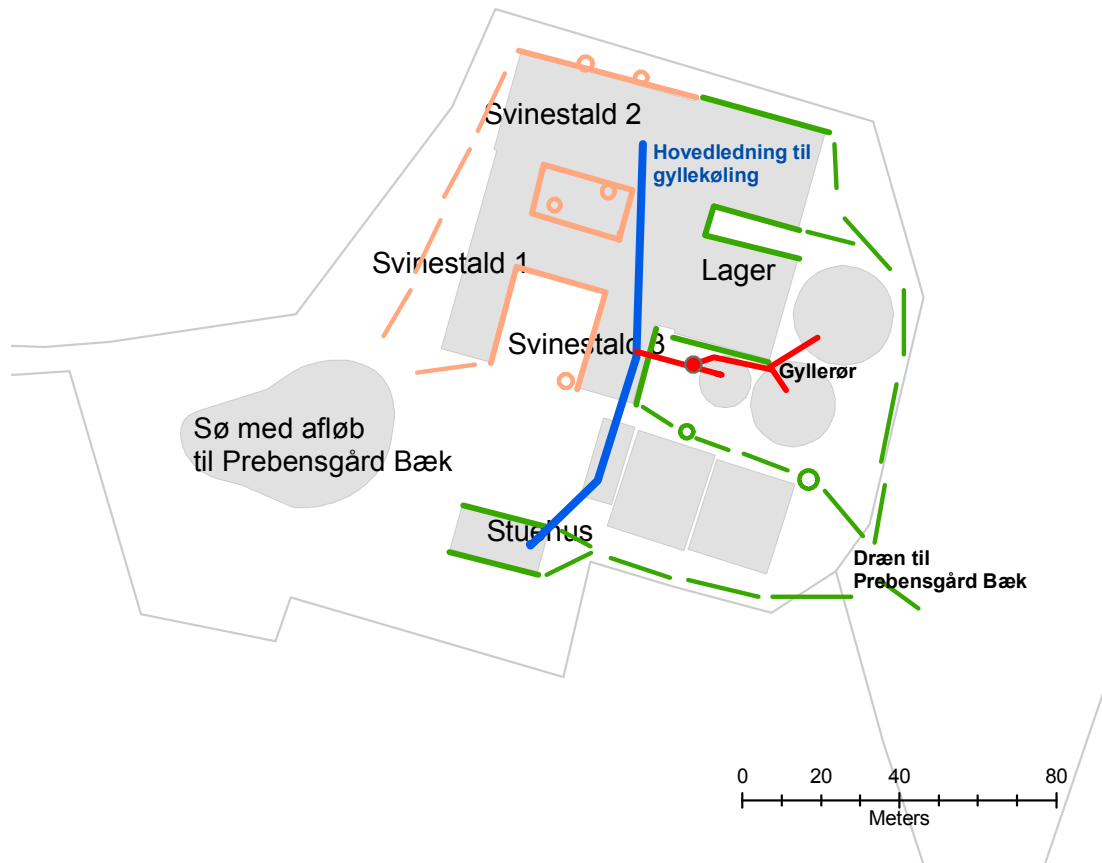 Svinestald 2
Hovedledning til
gyllekøling
Svinestald 1
Lager
Svinestald 3
Gyllerør
Sø med afløb
til Prebensgård Bæk
Stuehus
Dræn til
Prebensgård Bæk
0 20 40 80
Meters